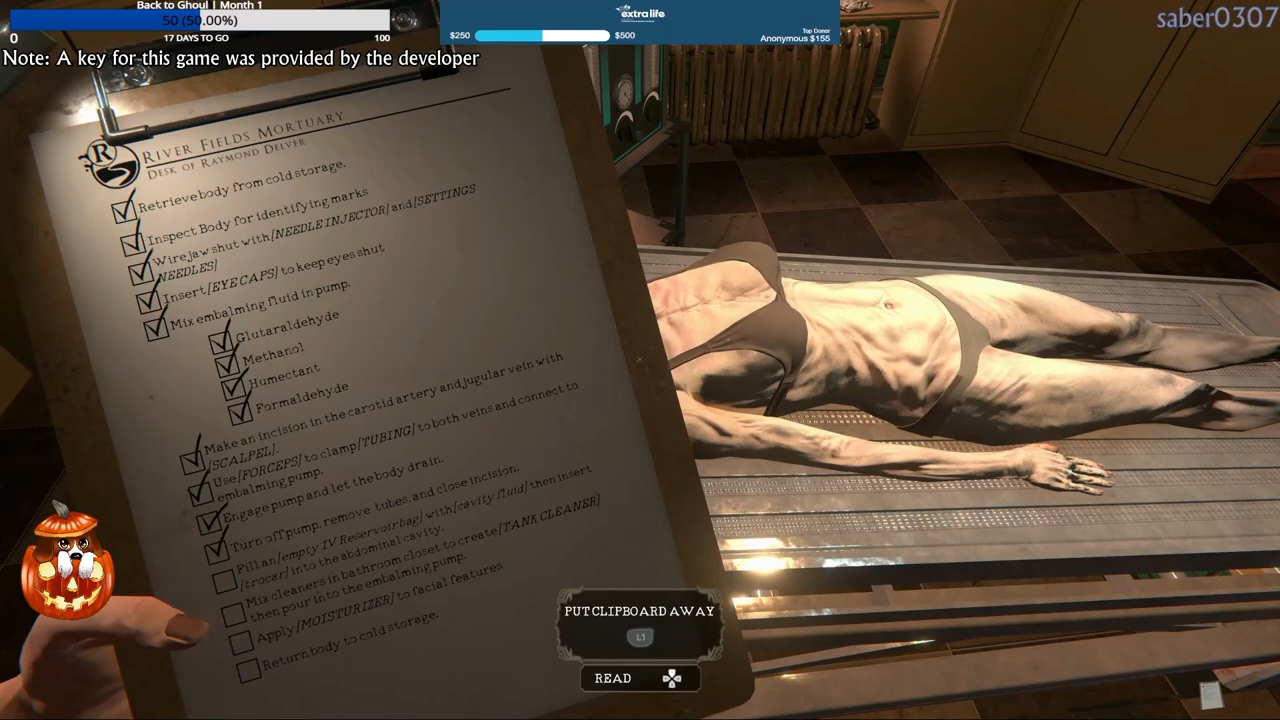 Back to Ghoul | Month 1
50 (50.00%)
0 17 DAYS TO GO 100
Note: A key for this game was provided by the developer
extra life
$250 $500
Top Donor
Anonymous $155
saber0307
R
RIVER FIELDS MORTUARY
DESK OF RAYMOND DELVER
Retrieve body from cold storage.
Inspect Body for identifying marks
Wire jaw shut with [NEEDLE INJECTOR] and [SETTINGS
NEEDLES]
Insert [EYE CAPS] to keep eyes shut
Mix embalming fluid in pump.
Glutaraldehyde
Methanol
Humectant
Formaldehyde
Make an incision in the carotid artery and jugular vein with
[SCALPEL].
Use [FORCEPS] to clamp [TUBING] to both veins and connect to
embalming pump.
Engage pump and let the body drain.
Turn off pump, remove tubes, and close incision.
Fill an [empty IV Reservoir bag] with [cavity fluid] then insert
[trocar] into the abdominal cavity.
Mix cleaners in bathroom closet to create [TANK CLEANER]
then pour into the embalming pump.
Apply [MOISTURIZER] to facial features
Return body to cold storage.
PUT CLIPBOARD AWAY
L1
READ